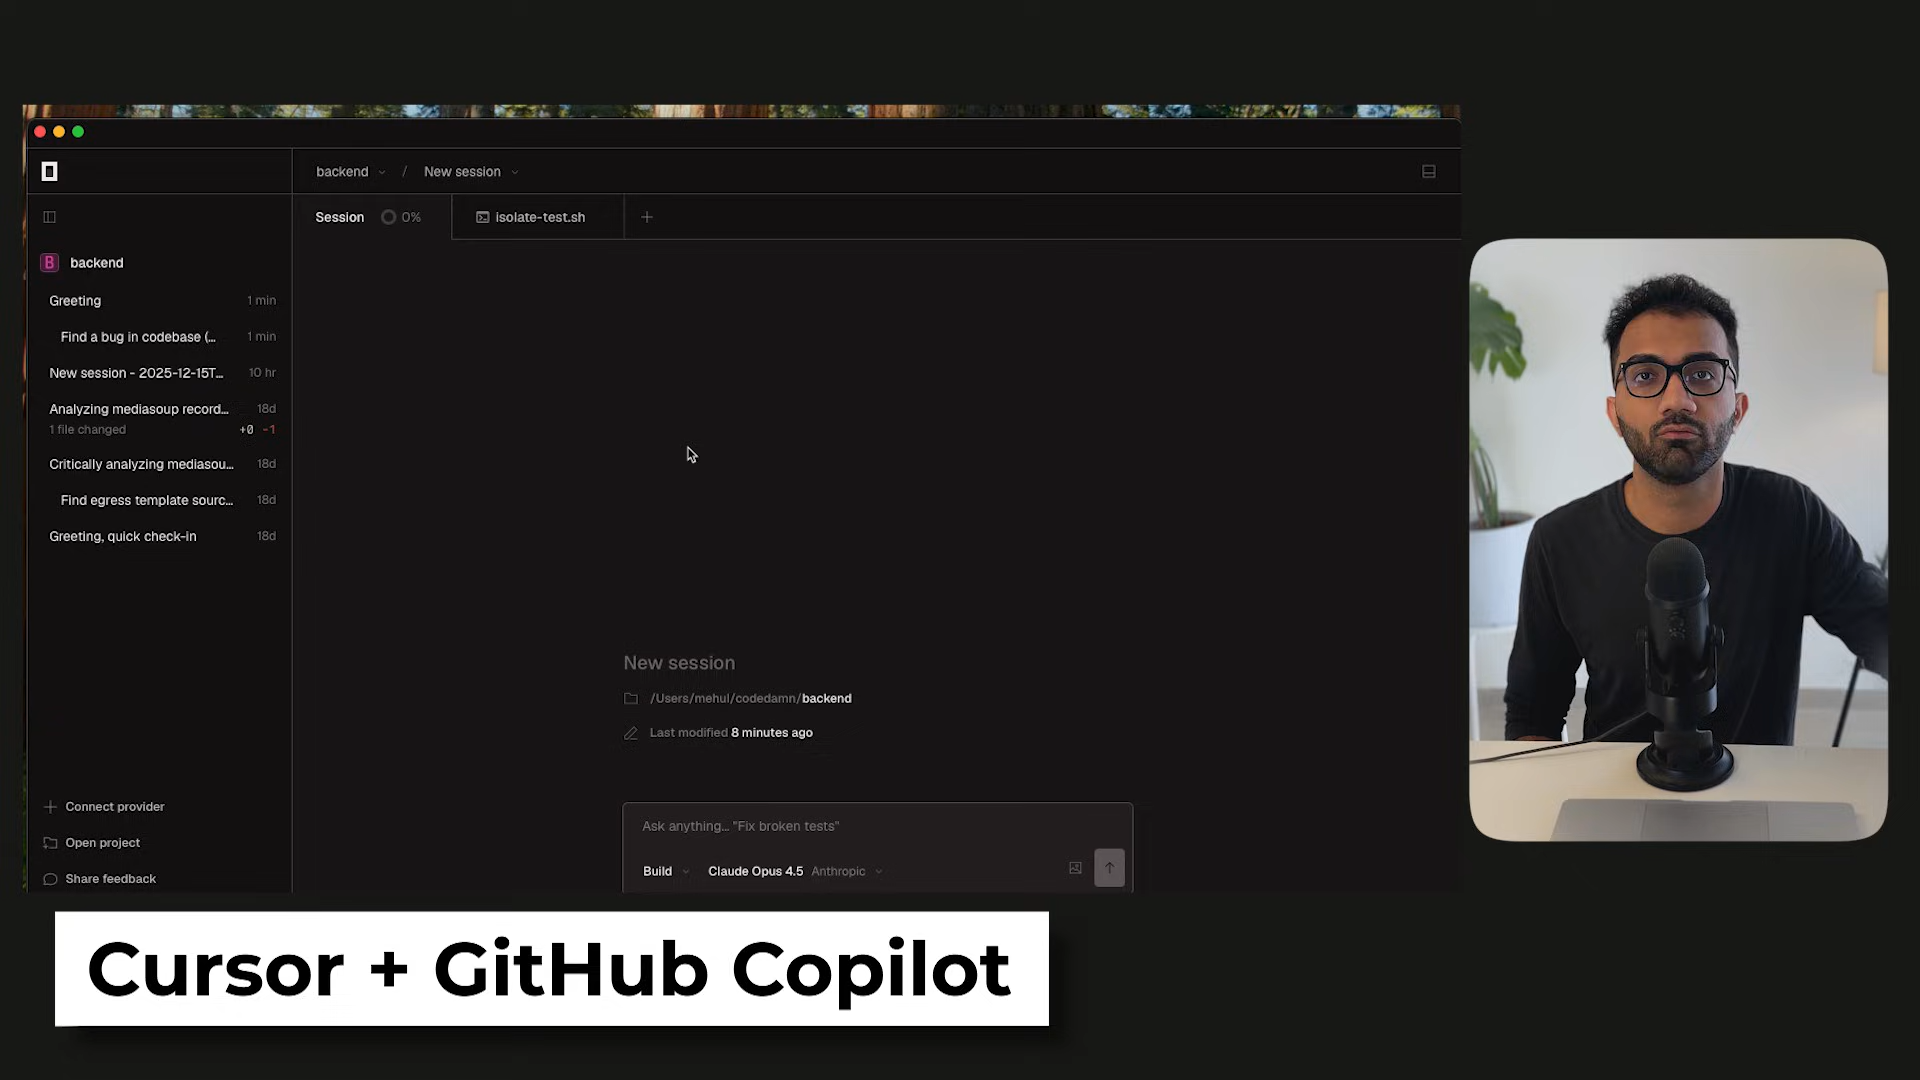 backend / New session
Session 0% isolate-test.sh
B backend
Greeting 1 min
Find a bug in codebase (... 1 min
New session - 2025-12-15T... 10 hr
Analyzing mediasoup record... 18d
1 file changed +0 -1
Critically analyzing mediasou... 18d
Find egress template sourc... 18d
Greeting, quick check-in 18d
Connect provider
Open project
Share feedback
New session
/Users/mehul/codedamn/backend
Last modified 8 minutes ago
Ask anything... "Fix broken tests"
Build Claude Opus 4.5 Anthropic
Cursor + GitHub Copilot